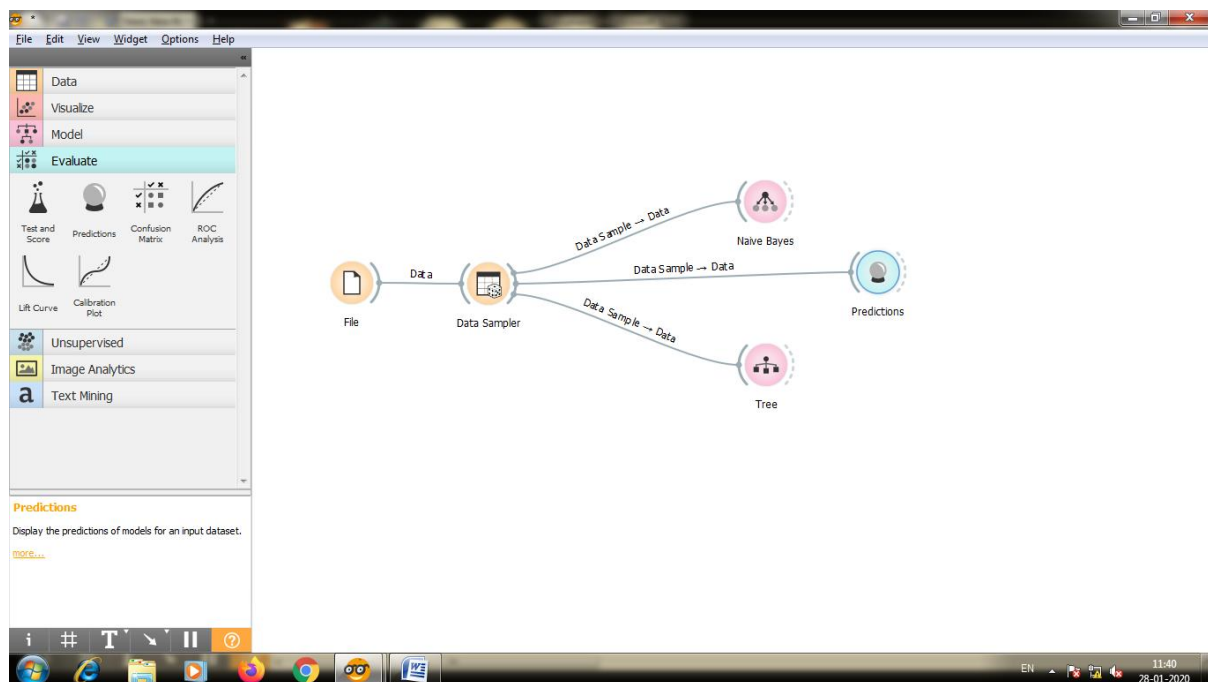 *
File Edit View Widget Options Help
Data
Visualize
Model
Evaluate
Test and Score
Predictions
Confusion Matrix
ROC Analysis
Lift Curve
Calibration Plot
Unsupervised
Image Analytics
a Text Mining
Predictions
Display the predictions of models for an input dataset.
more...
File
Data
Data Sampler
Data Sample → Data
Naive Bayes
Data Sample → Data
Predictions
Data Sample → Data
Tree
i # T
EN
11:40
28-01-2020